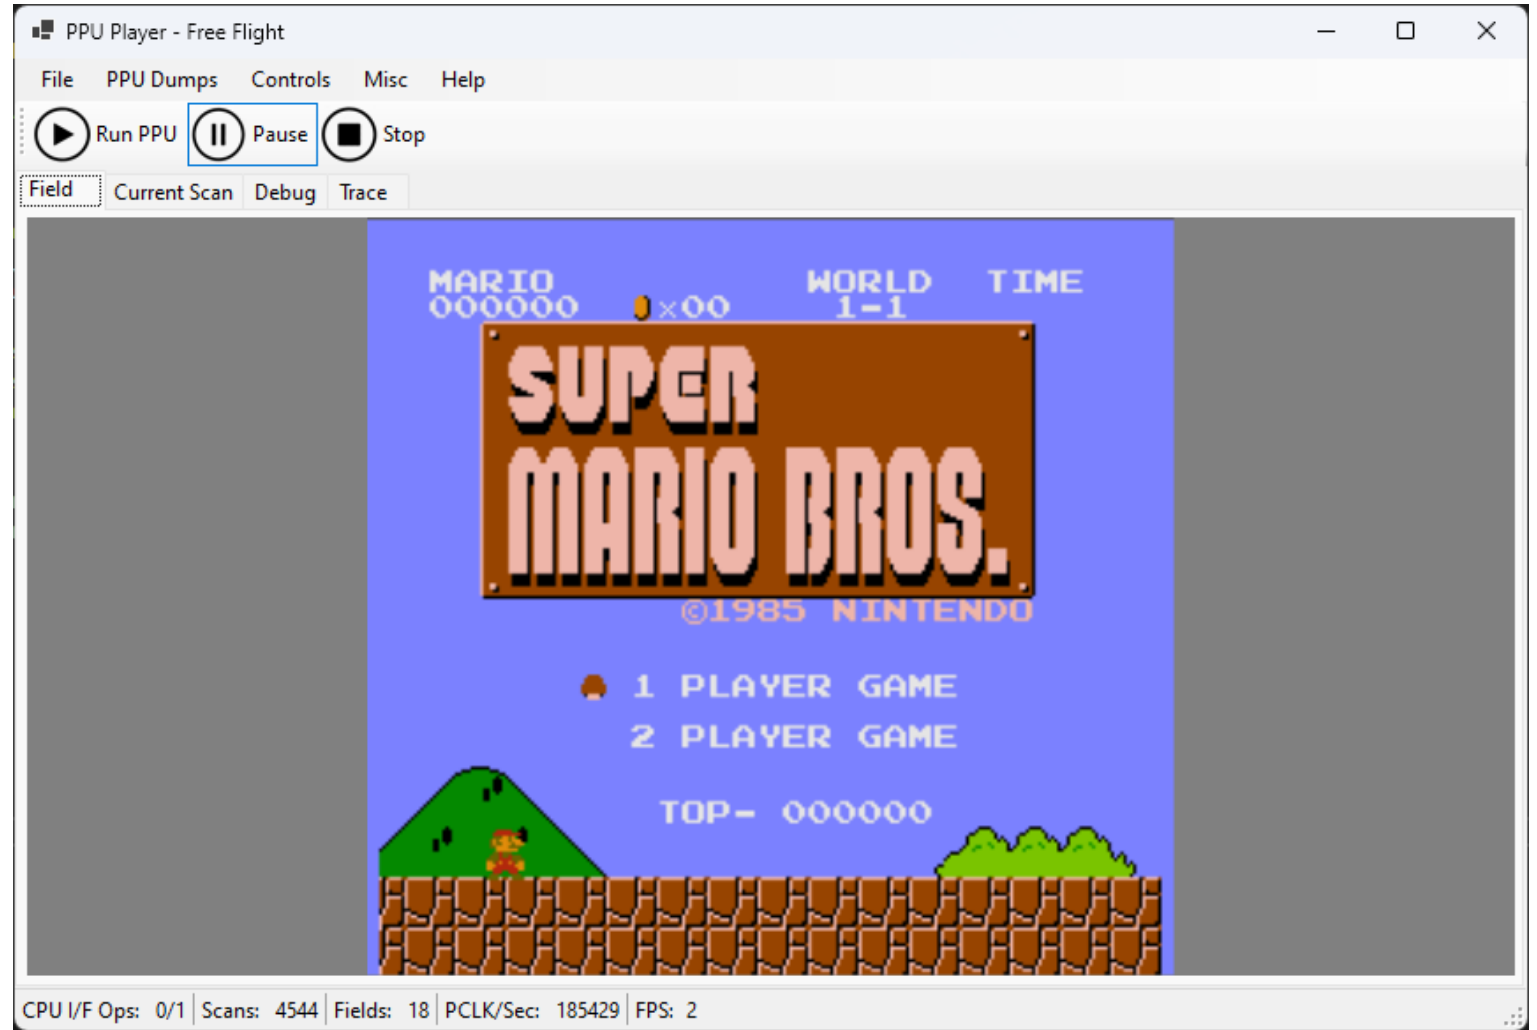 PPU Player - Free Flight
File PPU Dumps Controls Misc Help
Run PPU Pause Stop
Field Current Scan Debug Trace
MARIO WORLD TIME
000000 ×00 1-1
SUPER
MARIO BROS.
©1985 NINTENDO
1 PLAYER GAME
2 PLAYER GAME
TOP- 000000
CPU I/F Ops: 0/1 Scans: 4544 Fields: 18 PCLK/Sec: 185429 FPS: 2